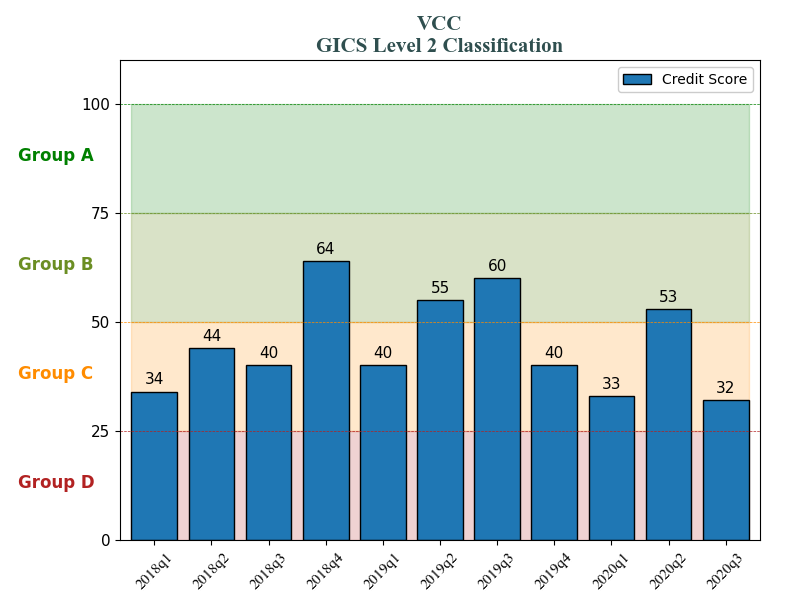 VCC
GICS Level 2 Classification
Credit Score
100
Group A
75
Group B
64
60
55
53
50
44
40
40
40
Group C
34
33
32
25
Group D
0
2018q1
2018q2
2018q3
2018q4
2019q1
2019q2
2019q3
2019q4
2020q1
2020q2
2020q3